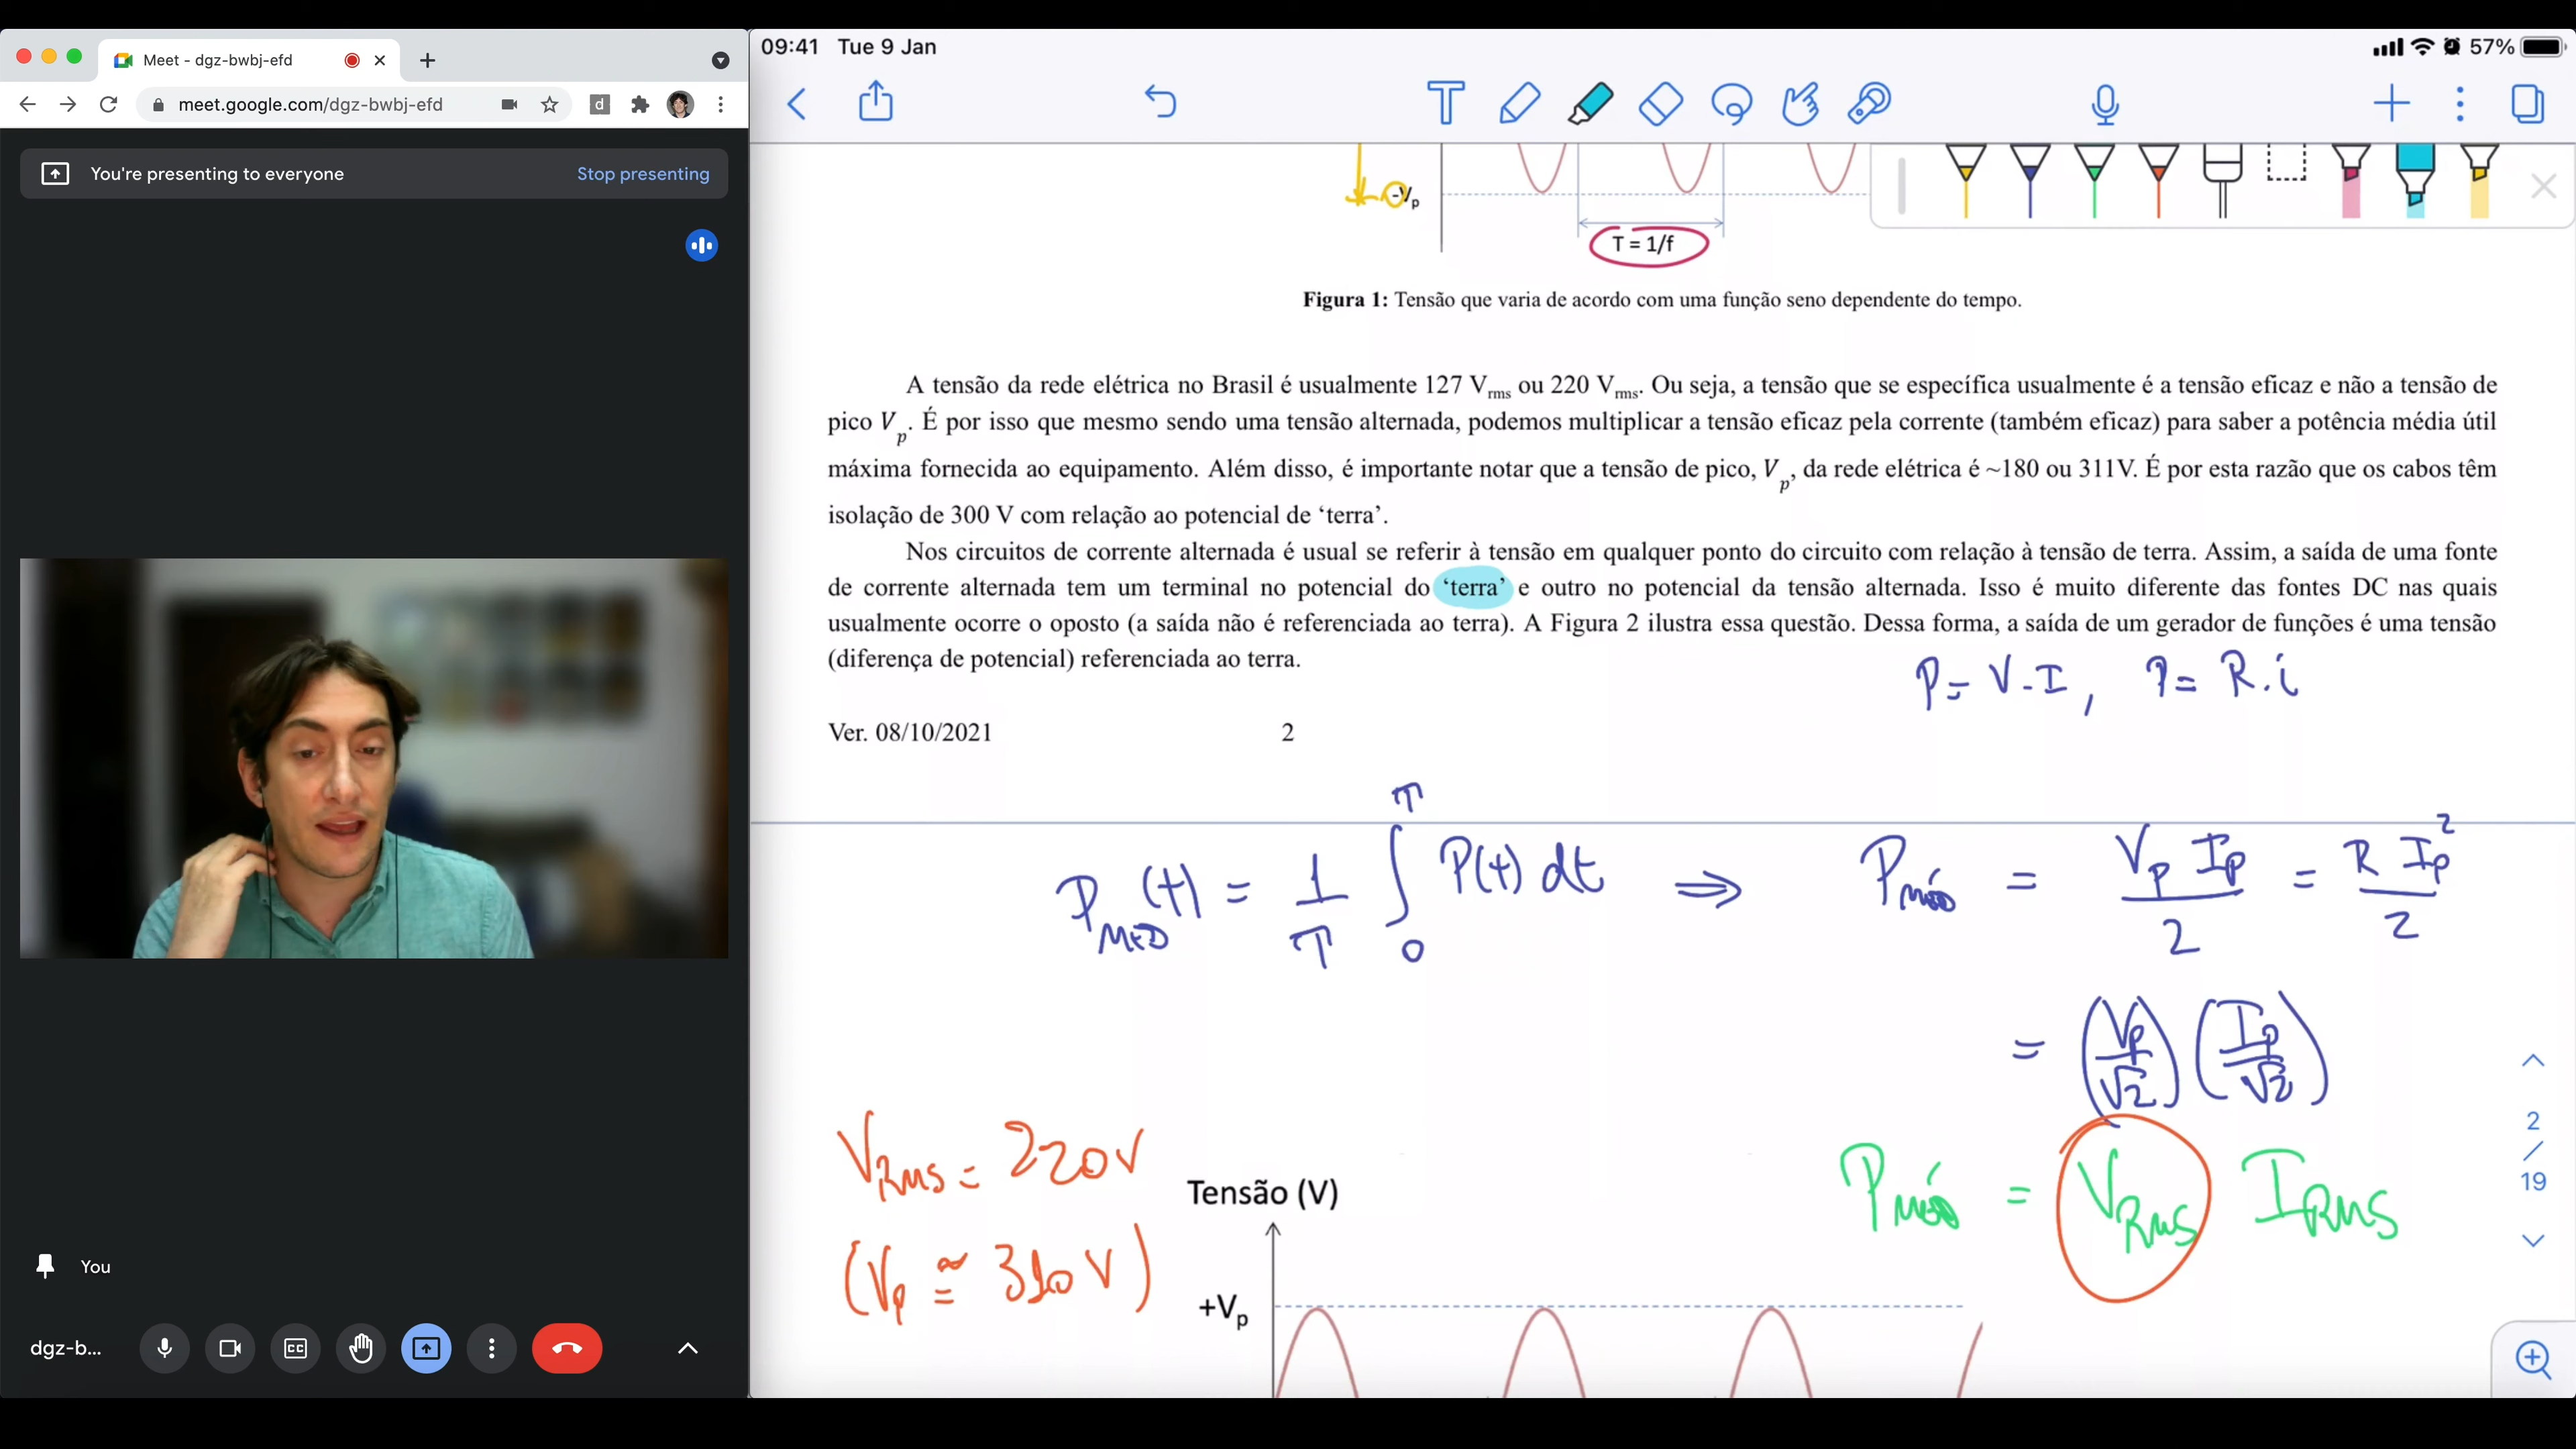 Meet - dgz-bwbj-efd
meet.google.com/dgz-bwbj-efd
You're presenting to everyone
Stop presenting
You
dgz-b...
CC
09:41 Tue 9 Jan
57%
-Vp
T = 1/f
Figura 1: Tensão que varia de acordo com uma função seno dependente do tempo.
A tensão da rede elétrica no Brasil é usualmente 127 Vrms ou 220 Vrms. Ou seja, a tensão que se específica usualmente é a tensão eficaz e não a tensão de
pico Vp. É por isso que mesmo sendo uma tensão alternada, podemos multiplicar a tensão eficaz pela corrente (também eficaz) para saber a potência média útil
máxima fornecida ao equipamento. Além disso, é importante notar que a tensão de pico, Vp, da rede elétrica é ~180 ou 311V. É por esta razão que os cabos têm
isolação de 300 V com relação ao potencial de ‘terra’.
Nos circuitos de corrente alternada é usual se referir à tensão em qualquer ponto do circuito com relação à tensão de terra. Assim, a saída de uma fonte
de corrente alternada tem um terminal no potencial do ‘terra’ e outro no potencial da tensão alternada. Isso é muito diferente das fontes DC nas quais
usualmente ocorre o oposto (a saída não é referenciada ao terra). A Figura 2 ilustra essa questão. Dessa forma, a saída de um gerador de funções é uma tensão
(diferença de potencial) referenciada ao terra.
P = V - I , P = R . i
Ver. 08/10/2021 2
P MED (t) = 1/T ∫0 T P(t) dt ⇒ P méd = Vp Ip / 2 = R Ip² / 2
= (Vp/√2) (Ip/√2)
VRMS = 220V
P méd = VRMS IRMS
(Vp ≅ 310 V)
Tensão (V)
+Vp
2
/
19